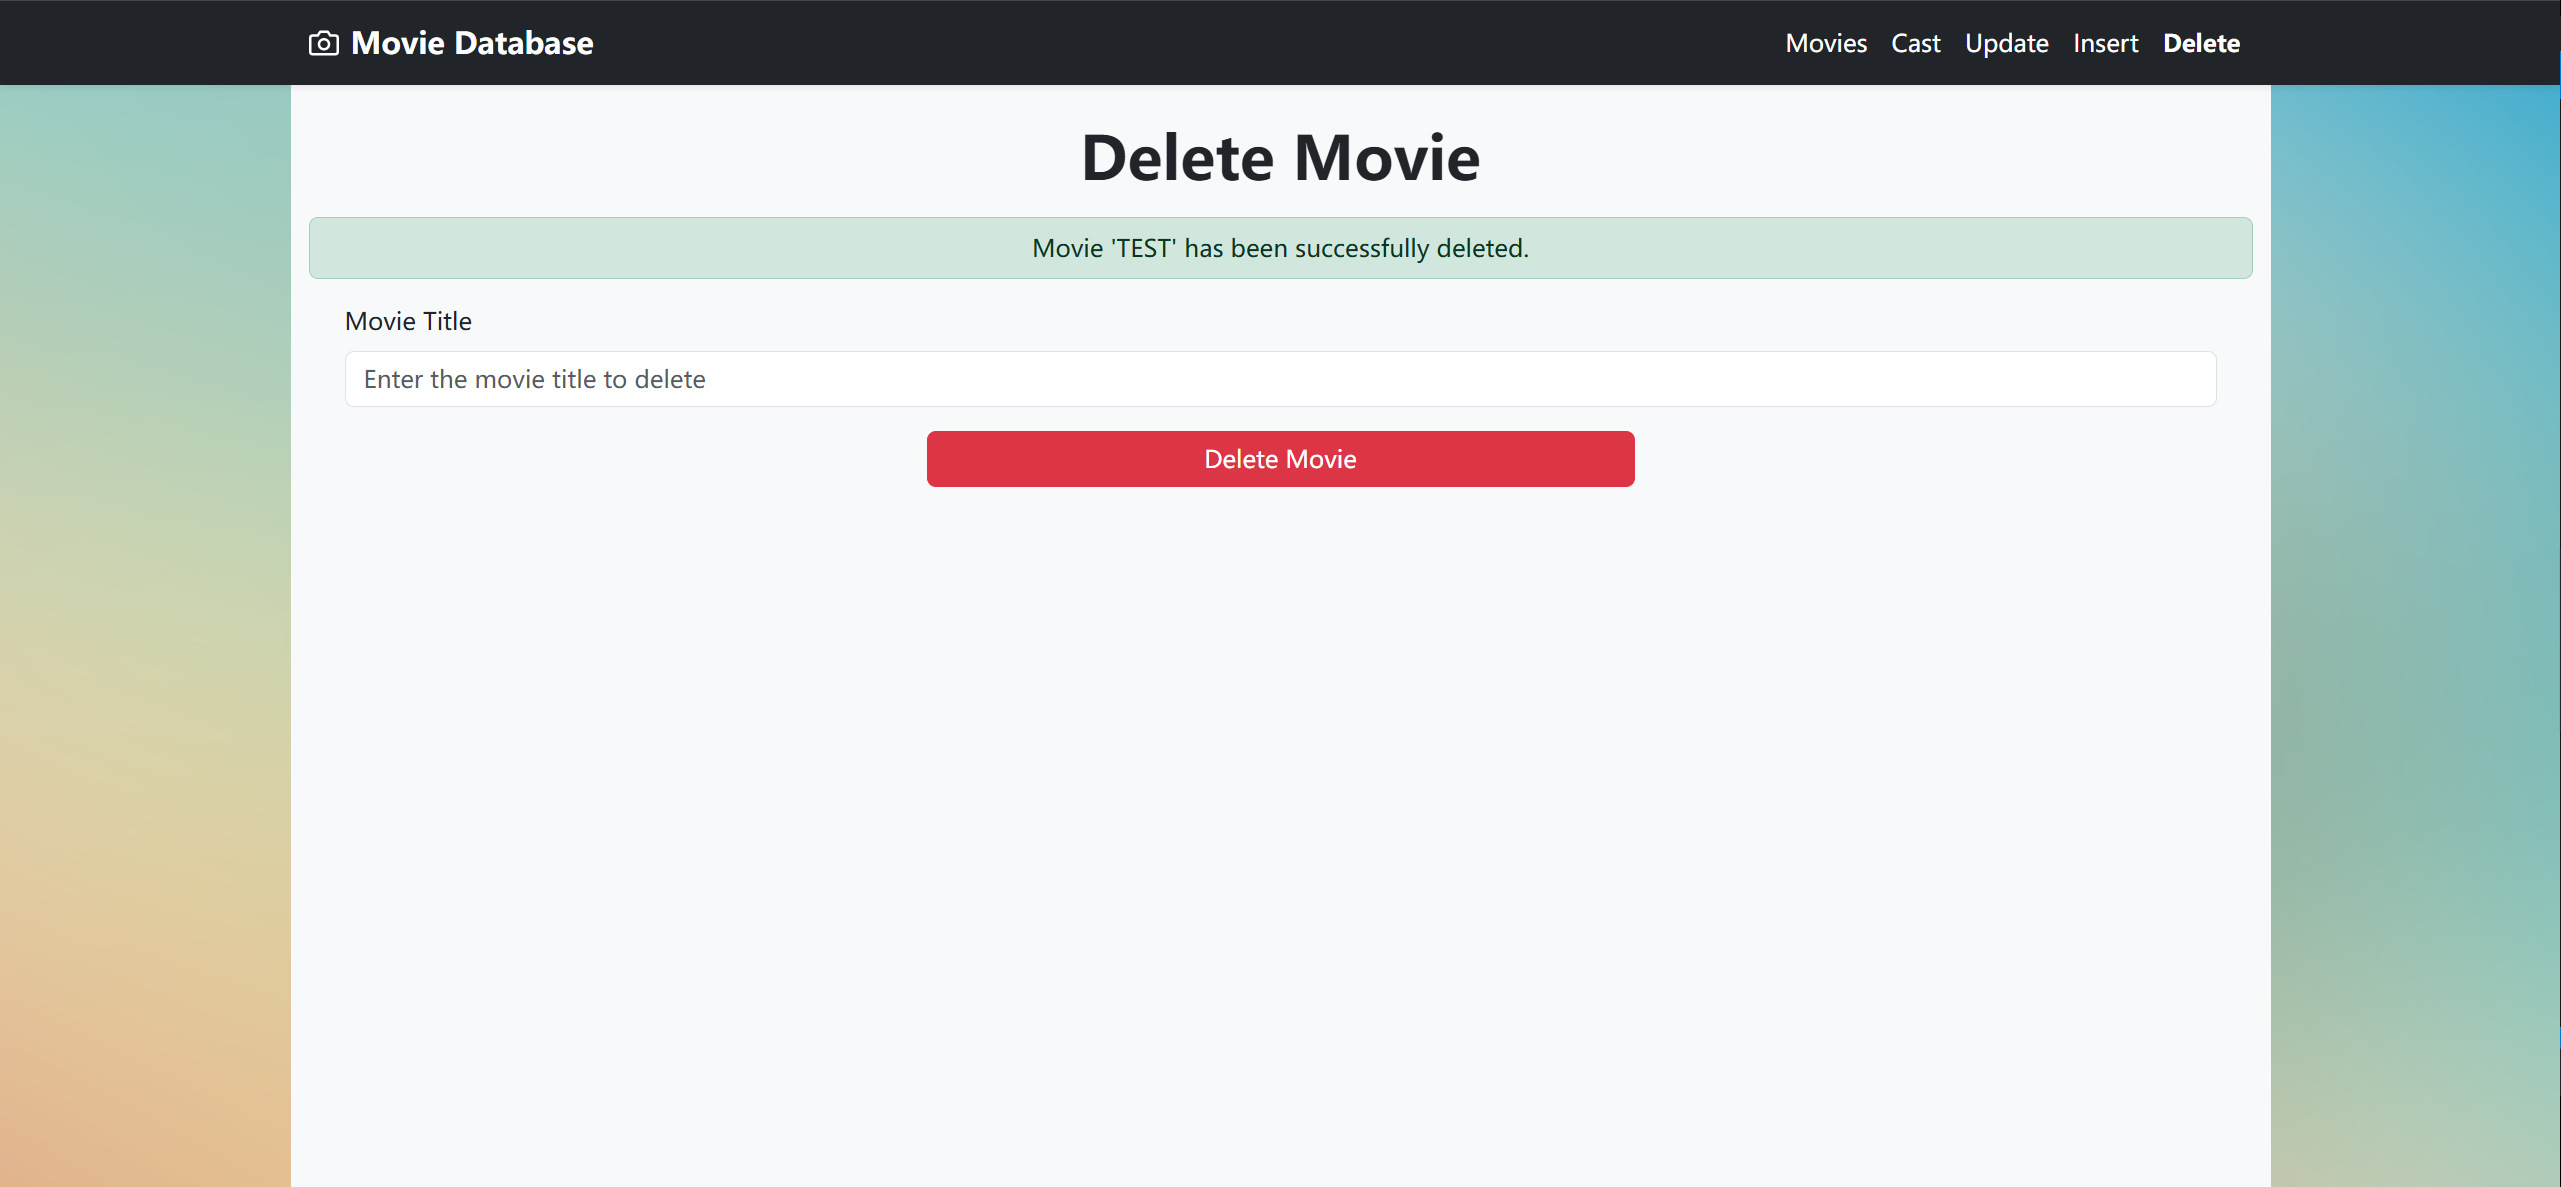 Movie Database
Movies Cast Update Insert Delete
Delete Movie
Movie 'TEST' has been successfully deleted.
Movie Title
Enter the movie title to delete
Delete Movie